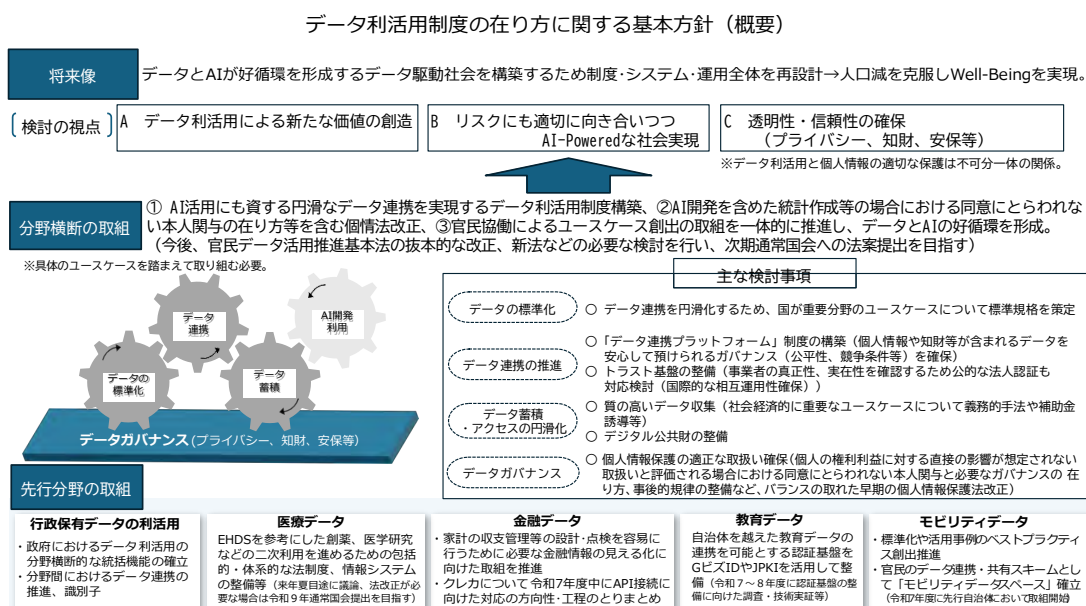 データ利活用制度の在り方に関する基本方針（概要）
将来像
データとAIが好循環を形成するデータ駆動社会を構築するため制度･システム･運用全体を再設計→人口減を克服しWell-Beingを実現。
検討の視点
A　データ利活用による新たな価値の創造
B　リスクにも適切に向き合いつつ
AI-Poweredな社会実現
C　透明性・信頼性の確保
（プライバシー、知財、安保等）
※データ利活用と個人情報の適切な保護は不可分一体の関係。
分野横断の取組
① AI活用にも資する円滑なデータ連携を実現するデータ利活用制度構築、②AI開発を含めた統計作成等の場合における同意にとらわれな
い本人関与の在り方等を含む個情法改正、③官民協働によるユースケース創出の取組を一体的に推進し、データとAIの好循環を形成。
（今後、官民データ活用推進基本法の抜本的な改正、新法などの必要な検討を行い、次期通常国会への法案提出を目指す）
※具体のユースケースを踏まえて取り組む必要。
データ
連携
AI開発
利用
データの
標準化
データ
蓄積
データガバナンス(プライバシー、知財、安保等）
主な検討事項
データの標準化
○ データ連携を円滑化するため、国が重要分野のユースケースについて標準規格を策定
データ連携の推進
○「データ連携プラットフォーム」制度の構築（個人情報や知財等が含まれるデータを
安心して預けられるガバナンス（公平性、競争条件等）を確保）
○ トラスト基盤の整備（事業者の真正性、実在性を確認するため公的な法人認証も
対応検討（国際的な相互運用性確保））
データ蓄積
・アクセスの円滑化
○ 質の高いデータ収集（社会経済的に重要なユースケースについて義務的手法や補助金
誘導等）
○ デジタル公共財の整備
データガバナンス
○ 個人情報保護の適正な取扱い確保(個人の権利利益に対する直接の影響が想定されない
取扱いと評価される場合における同意にとらわれない本人関与と必要なガバナンスの 在
り方、事後的規律の整備など、バランスの取れた早期の個人情報保護法改正）
先行分野の取組
行政保有データの利活用
・政府におけるデータ利活用の
分野横断的な統括機能の確立
・分野間におけるデータ連携の
推進、識別子
医療データ
EHDSを参考にした創薬、医学研究
などの二次利用を進めるための包括
的・体系的な法制度、情報システム
の整備等（来年夏目途に議論、法改正が必
要な場合は令和９年通常国会提出を目指す）
金融データ
・家計の収支管理等の設計･点検を容易に
行うために必要な金融情報の見える化に
向けた取組を推進
・クレカについて令和7年度中にAPI接続に
向けた対応の方向性･工程のとりまとめ
教育データ
自治体を越えた教育データの
連携を可能とする認証基盤を
GビズIDやJPKIを活用して整
備（令和７～８年度に認証基盤の整
備に向けた調査・技術実証等）
モビリティデータ
・標準化や活用事例のベストプラクティ
ス創出推進
・官民のデータ連携・共有スキームとし
て「モビリティデータスペース」確立
（令和7年度に先行自治体において取組開始）